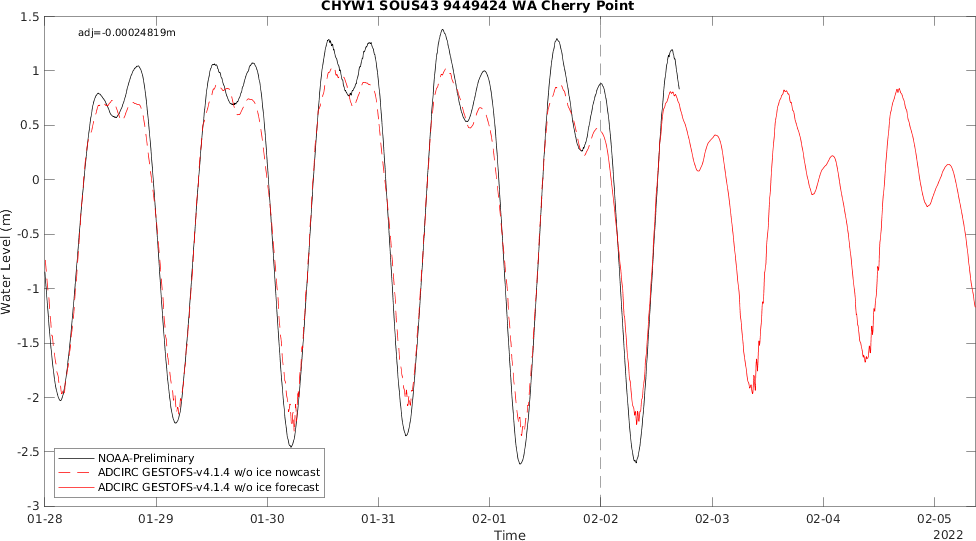 CHYW1 SOUS43 9449424 WA Cherry Point
adj=-0.00024819m
1.5
1
0.5
0
-0.5
-1
-1.5
-2
-2.5
-3
Water Level (m)
NOAA-Preliminary
ADCIRC GESTOFS-v4.1.4 w/o ice nowcast
ADCIRC GESTOFS-v4.1.4 w/o ice forecast
01-28 01-29 01-30 01-31 02-01 02-02 02-03 02-04 02-05
Time
2022